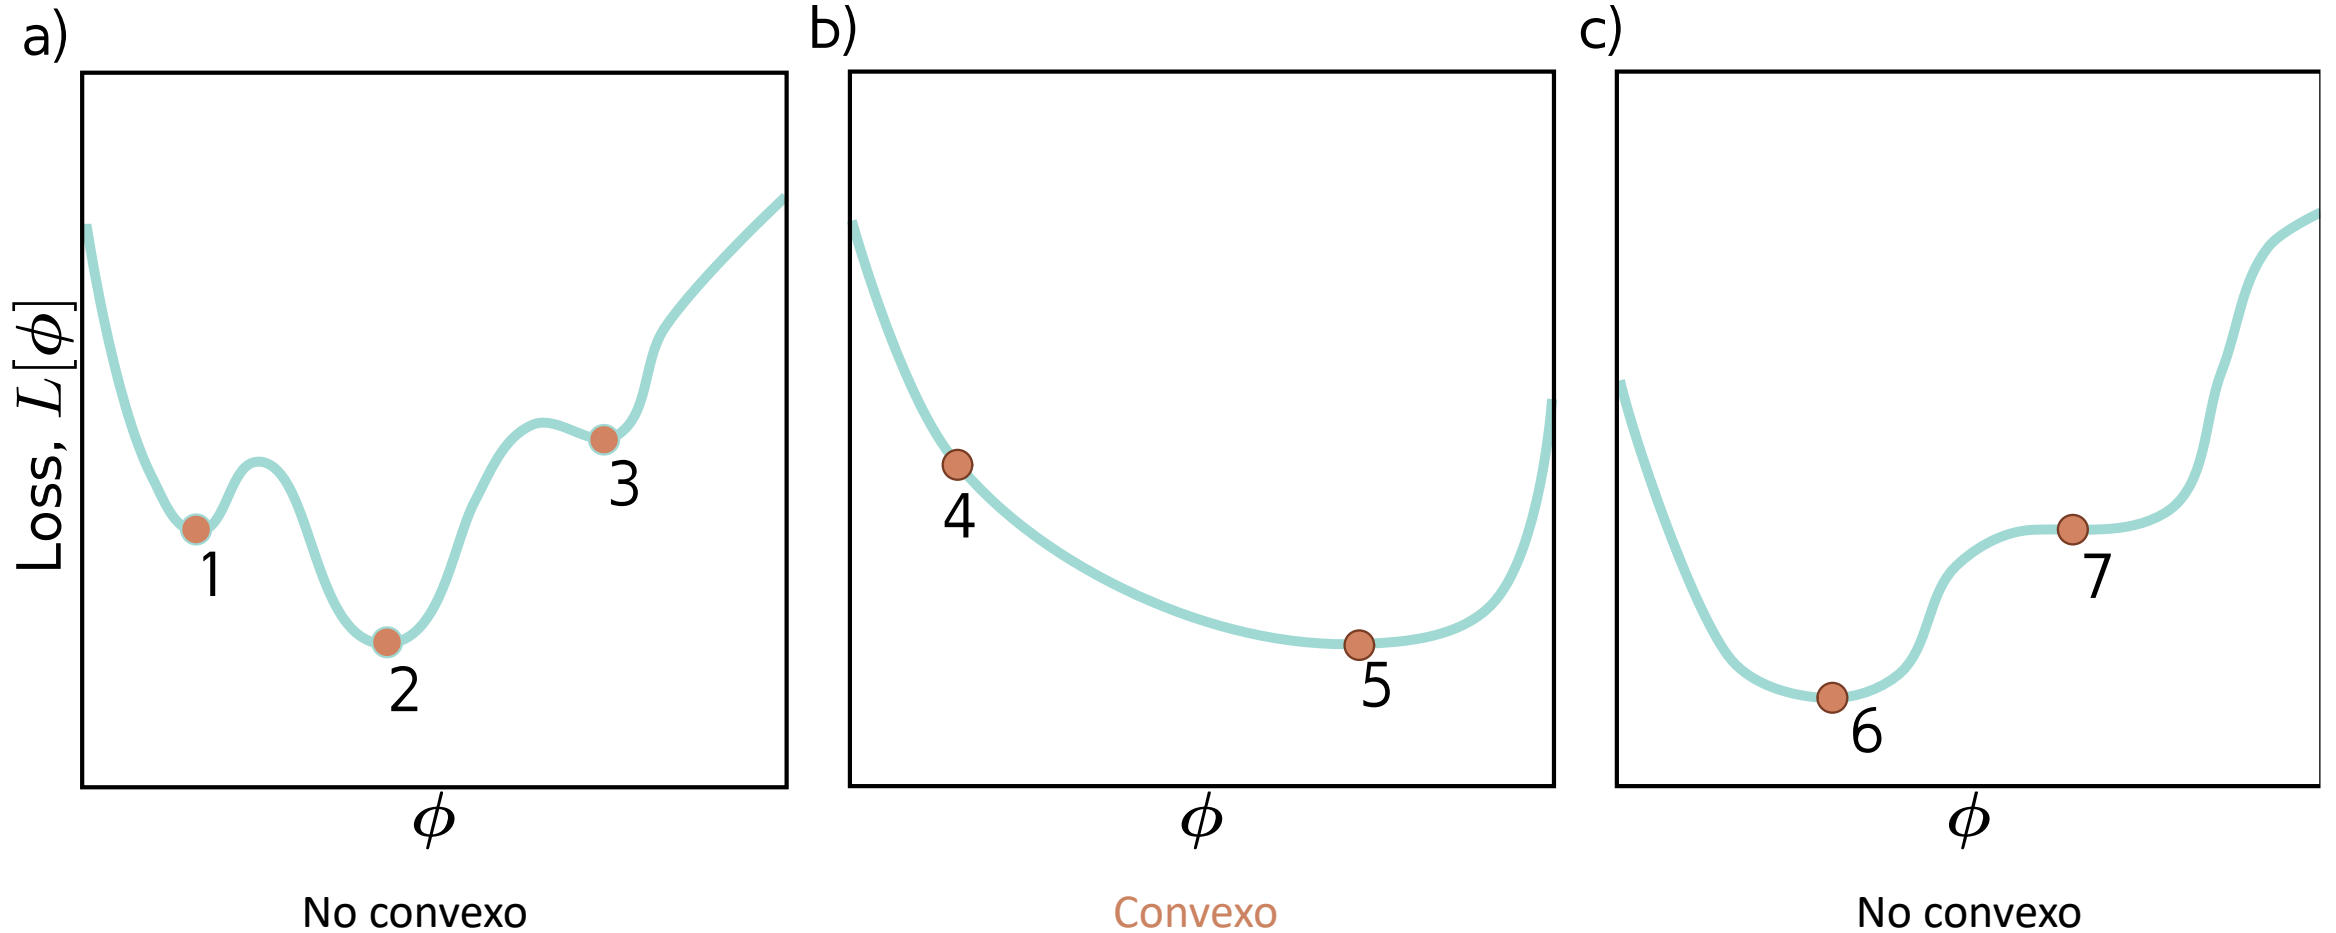 a)
b)
c)
Loss, L[ϕ]
1
2
3
4
5
6
7
ϕ
ϕ
ϕ
No convexo
Convexo
No convexo